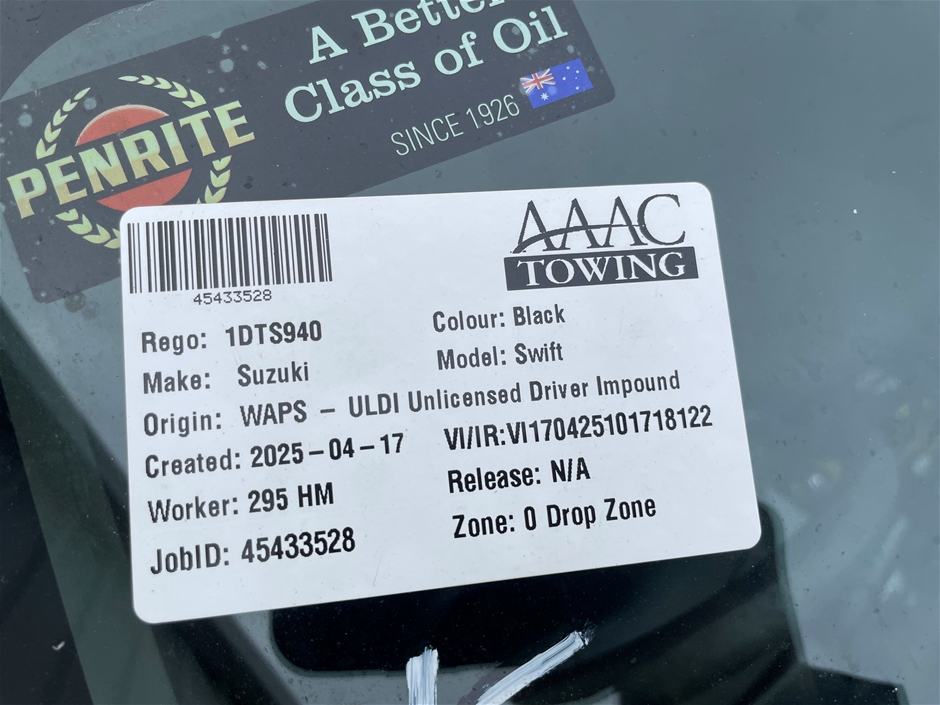 A Better
Class of Oil
SINCE 1926
PENRITE
AAAC
TOWING
45433528
Rego: 1DTS940
Colour: Black
Make: Suzuki
Model: Swift
Origin: WAPS – ULDI Unlicensed Driver Impound
Created: 2025–04–17
VI/IR:VI170425101718122
Worker: 295 HM
Release: N/A
JobID: 45433528
Zone: 0 Drop Zone